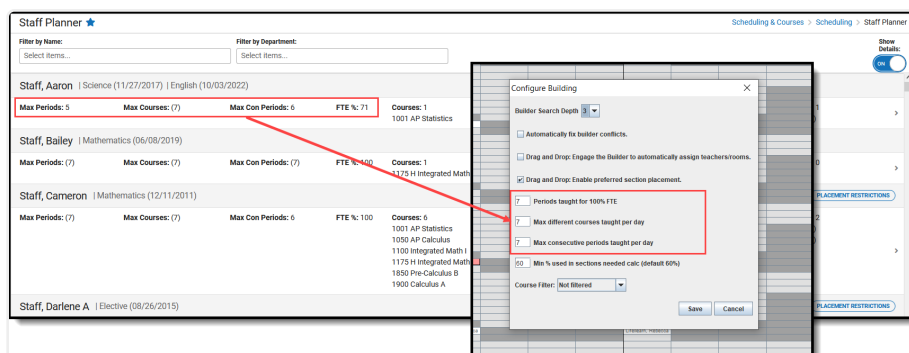 Staff Planner
Scheduling & Courses > Scheduling > Staff Planner
Filter by Name:
Filter by Department:
Show Details:
Select items...
Select items...
ON
Staff, Aaron | Science (11/27/2017) | English (10/03/2022)
Max Periods: 5
Max Courses: (7)
Max Con Periods: 6
FTE %: 71
Courses: 1
1001 AP Statistics
Staff, Bailey | Mathematics (06/08/2019)
Max Periods: (7)
Max Courses: (7)
Max Con Periods: (7)
FTE %: 100
Courses: 1
1175 H Integrated Math
Staff, Cameron | Mathematics (12/11/2011)
PLACEMENT RESTRICTIONS
Max Periods: (7)
Max Courses: (7)
Max Con Periods: 6
FTE %: 100
Courses: 6
1001 AP Statistics
1050 AP Calculus
1100 Integrated Math I
1175 H Integrated Math
1850 Pre-Calculus B
1900 Calculus A
Staff, Darlene A | Elective (08/26/2015)
PLACEMENT RESTRICTIONS
Configure Building
Builder Search Depth 3
Automatically fix builder conflicts.
Drag and Drop: Engage the Builder to automatically assign teachers/rooms.
Drag and Drop: Enable preferred section placement.
7 Periods taught for 100% FTE
7 Max different courses taught per day
7 Max consecutive periods taught per day
60 Min % used in sections needed calc (default 60%)
Course Filter: Not filtered
Save
Cancel